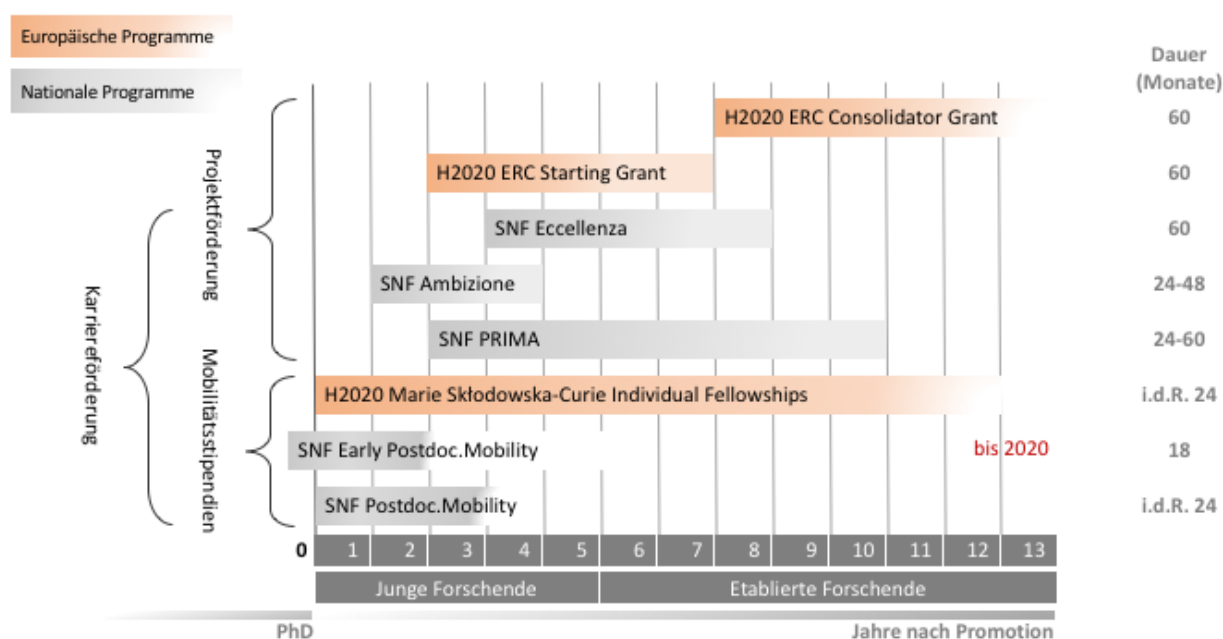 Europäische Programme
Nationale Programme
Dauer
(Monate)
H2020 ERC Consolidator Grant
60
H2020 ERC Starting Grant
60
SNF Eccellenza
60
SNF Ambizione
24-48
SNF PRIMA
24-60
H2020 Marie Skłodowska-Curie Individual Fellowships
i.d.R. 24
SNF Early Postdoc.Mobility
bis 2020
18
SNF Postdoc.Mobility
i.d.R. 24
Karriereförderung
Projektförderung
Mobilitätsstipendien
0 1 2 3 4 5 6 7 8 9 10 11 12 13
Junge Forschende
Etablierte Forschende
PhD
Jahre nach Promotion